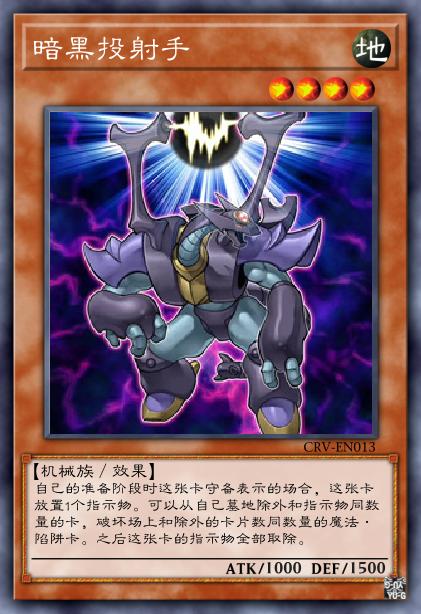 暗黑投射手
地
CRV-EN013
【机械族／效果】
自己的准备阶段时这张卡守备表示的场合，这张卡
放置1个指示物。可以从自己墓地除外和指示物同数
量的卡，破坏场上和除外的卡片数同数量的魔法·
陷阱卡。之后这张卡的指示物全部取除。
ATK/1000 DEF/1500